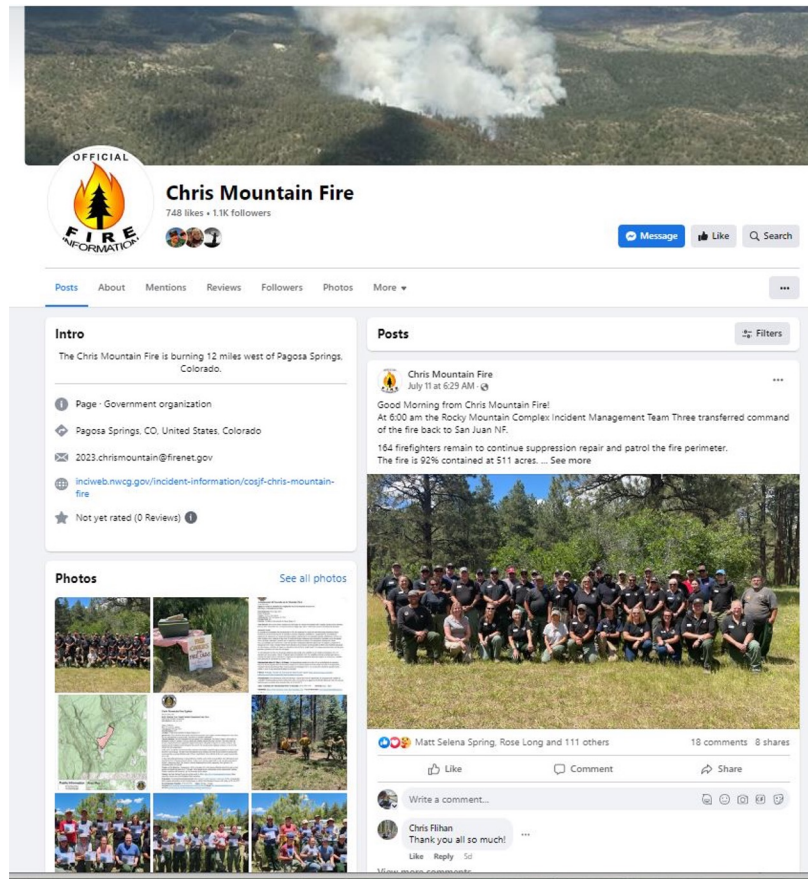 OFFICIAL
FIRE
INFORMATION
Chris Mountain Fire
748 likes • 1.1K followers
Message
Like
Search
Posts
About
Mentions
Reviews
Followers
Photos
More
Intro
The Chris Mountain Fire is burning 12 miles west of Pagosa Springs,
Colorado.
Page · Government organization
Pagosa Springs, CO, United States, Colorado
2023.chrismountain@firenet.gov
inciweb.nwcg.gov/incident-information/cosjf-chris-mountain-
fire
Not yet rated (0 Reviews)
Photos
See all photos
Posts
Filters
Chris Mountain Fire
July 11 at 6:29 AM ·
Good Morning from Chris Mountain Fire!
At 6:00 am the Rocky Mountain Complex Incident Management Team Three transferred command
of the fire back to San Juan NF.
164 firefighters remain to continue suppression repair and patrol the fire perimeter.
The fire is 92% contained at 511 acres. ... See more
Matt Selena Spring, Rose Long and 111 others
18 comments 8 shares
Like
Comment
Share
Write a comment...
Chris Flihan
Thank you all so much!
Like Reply 5d
View more comments